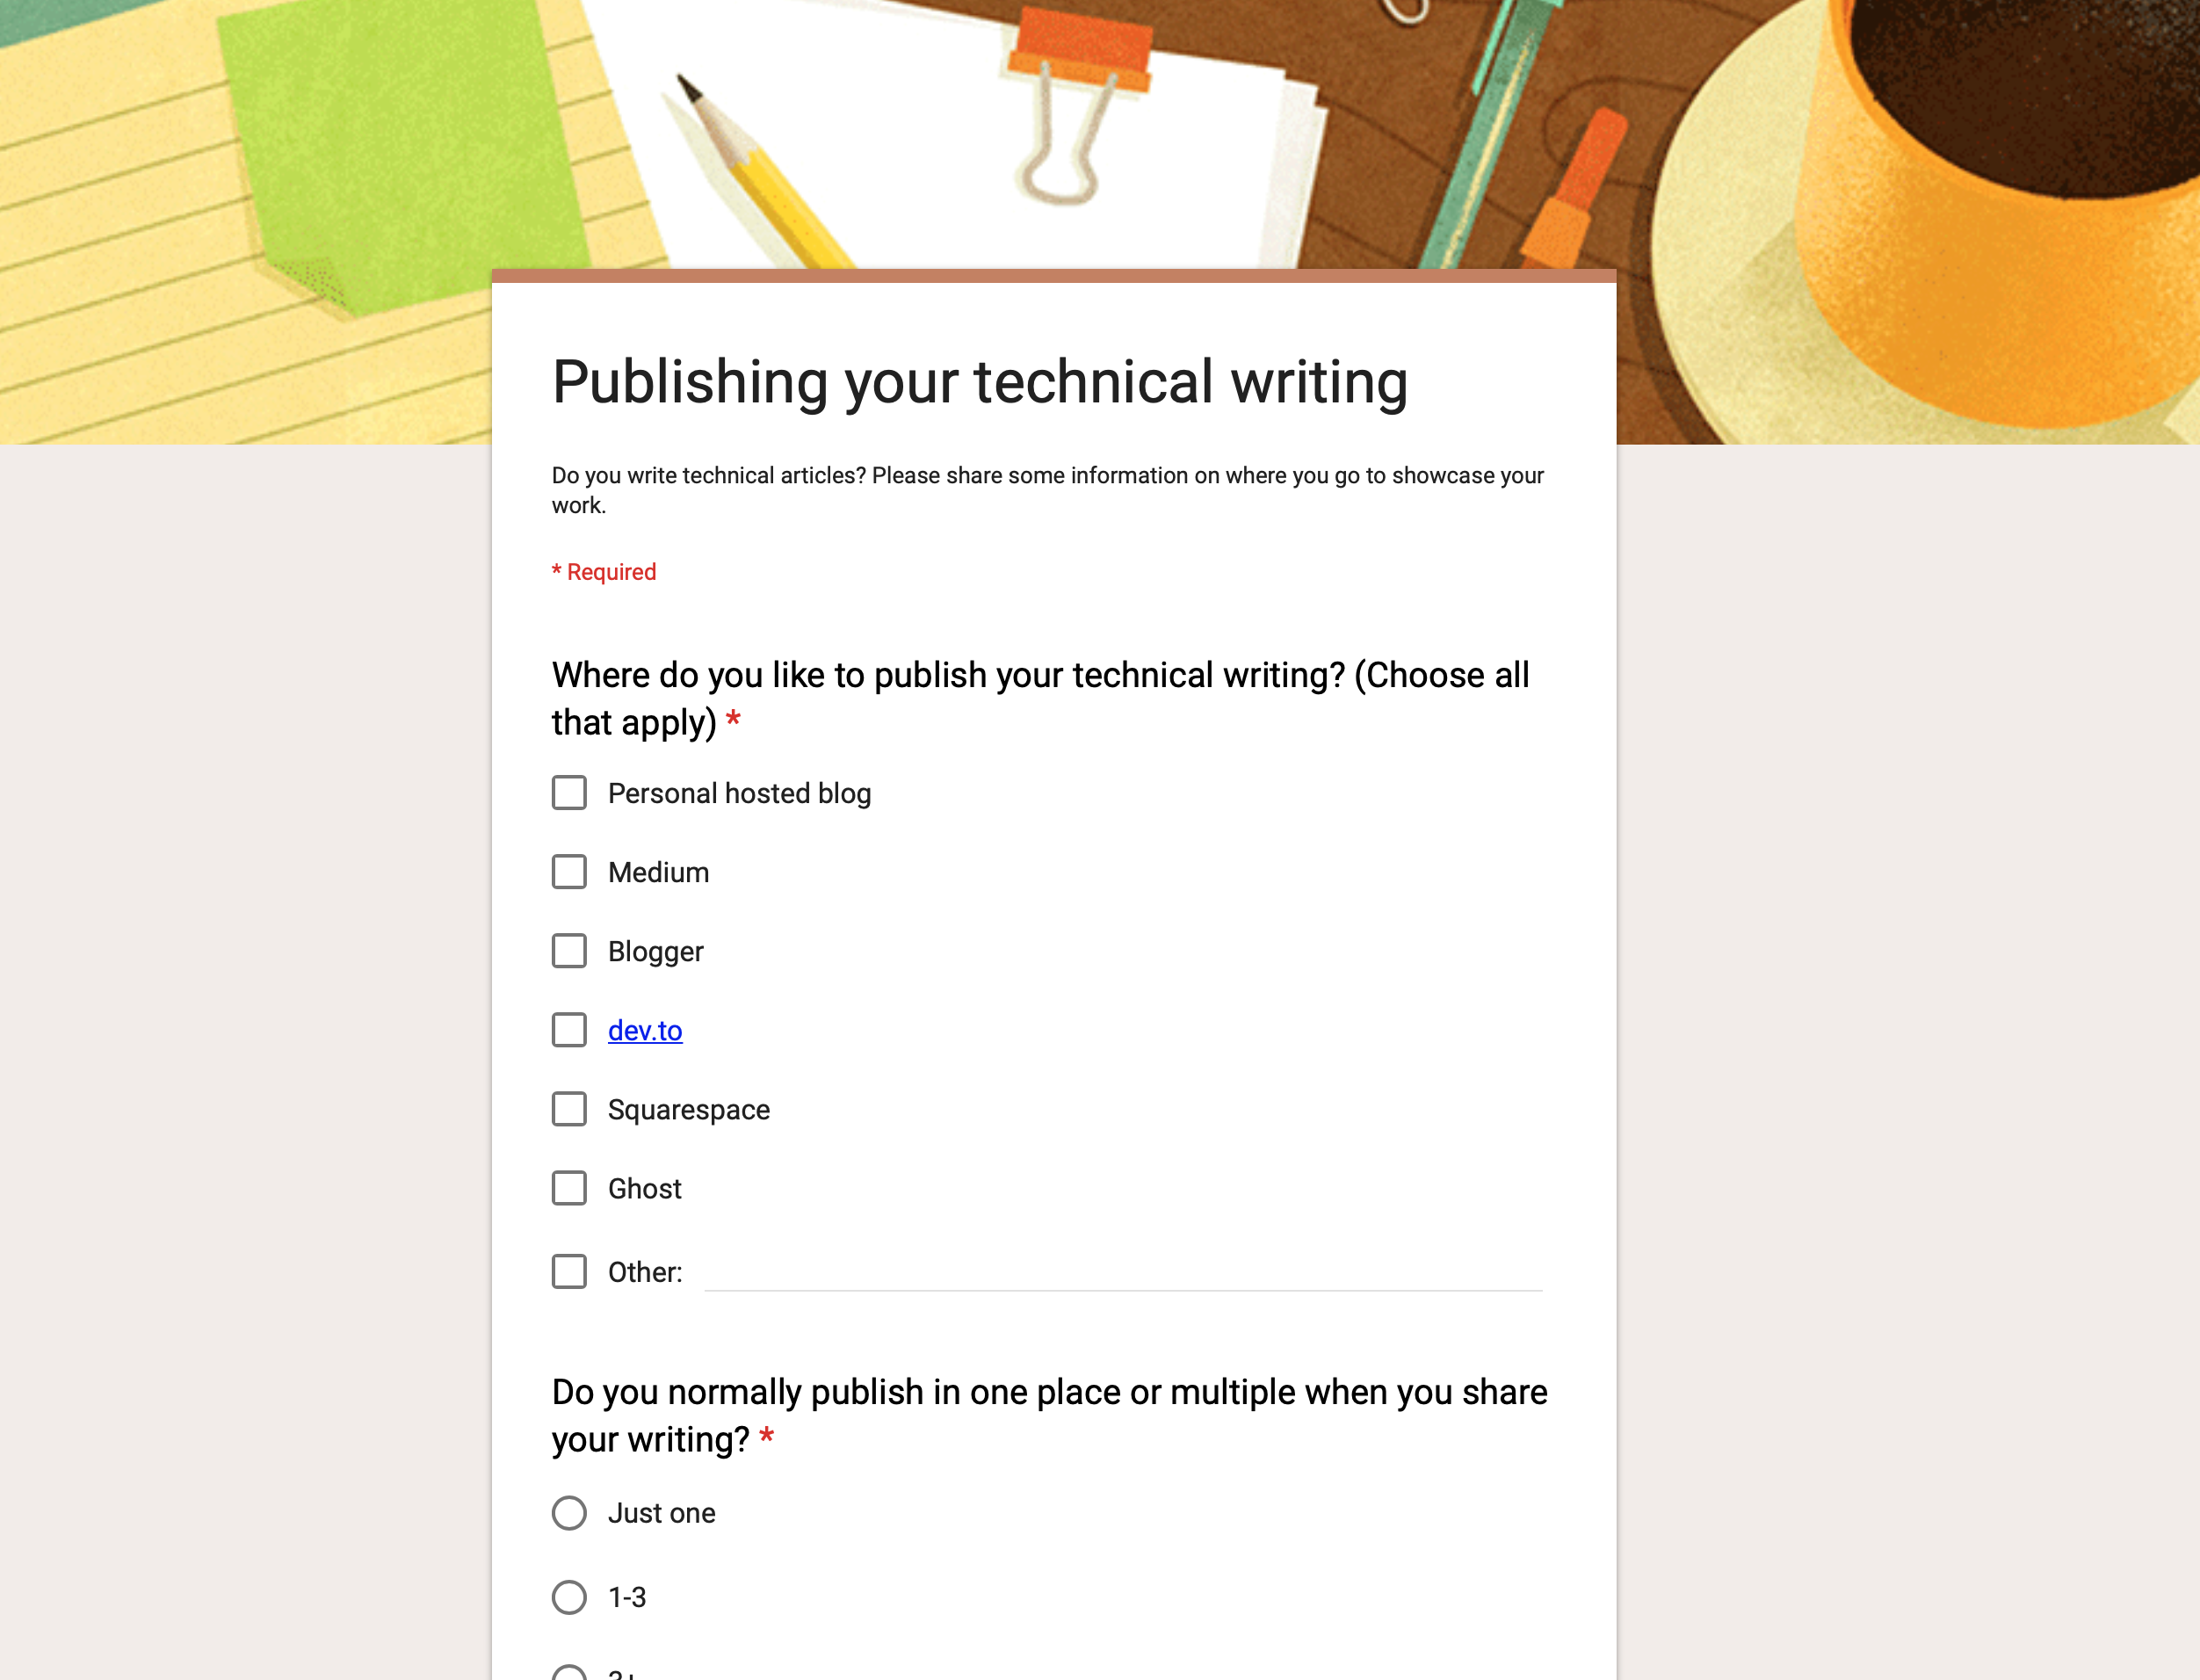 Publishing your technical writing
Do you write technical articles? Please share some information on where you go to showcase your
work.
* Required
Where do you like to publish your technical writing? (Choose all
that apply) *
Personal hosted blog
Medium
Blogger
dev.to
Squarespace
Ghost
Other:
Do you normally publish in one place or multiple when you share
your writing? *
Just one
1-3